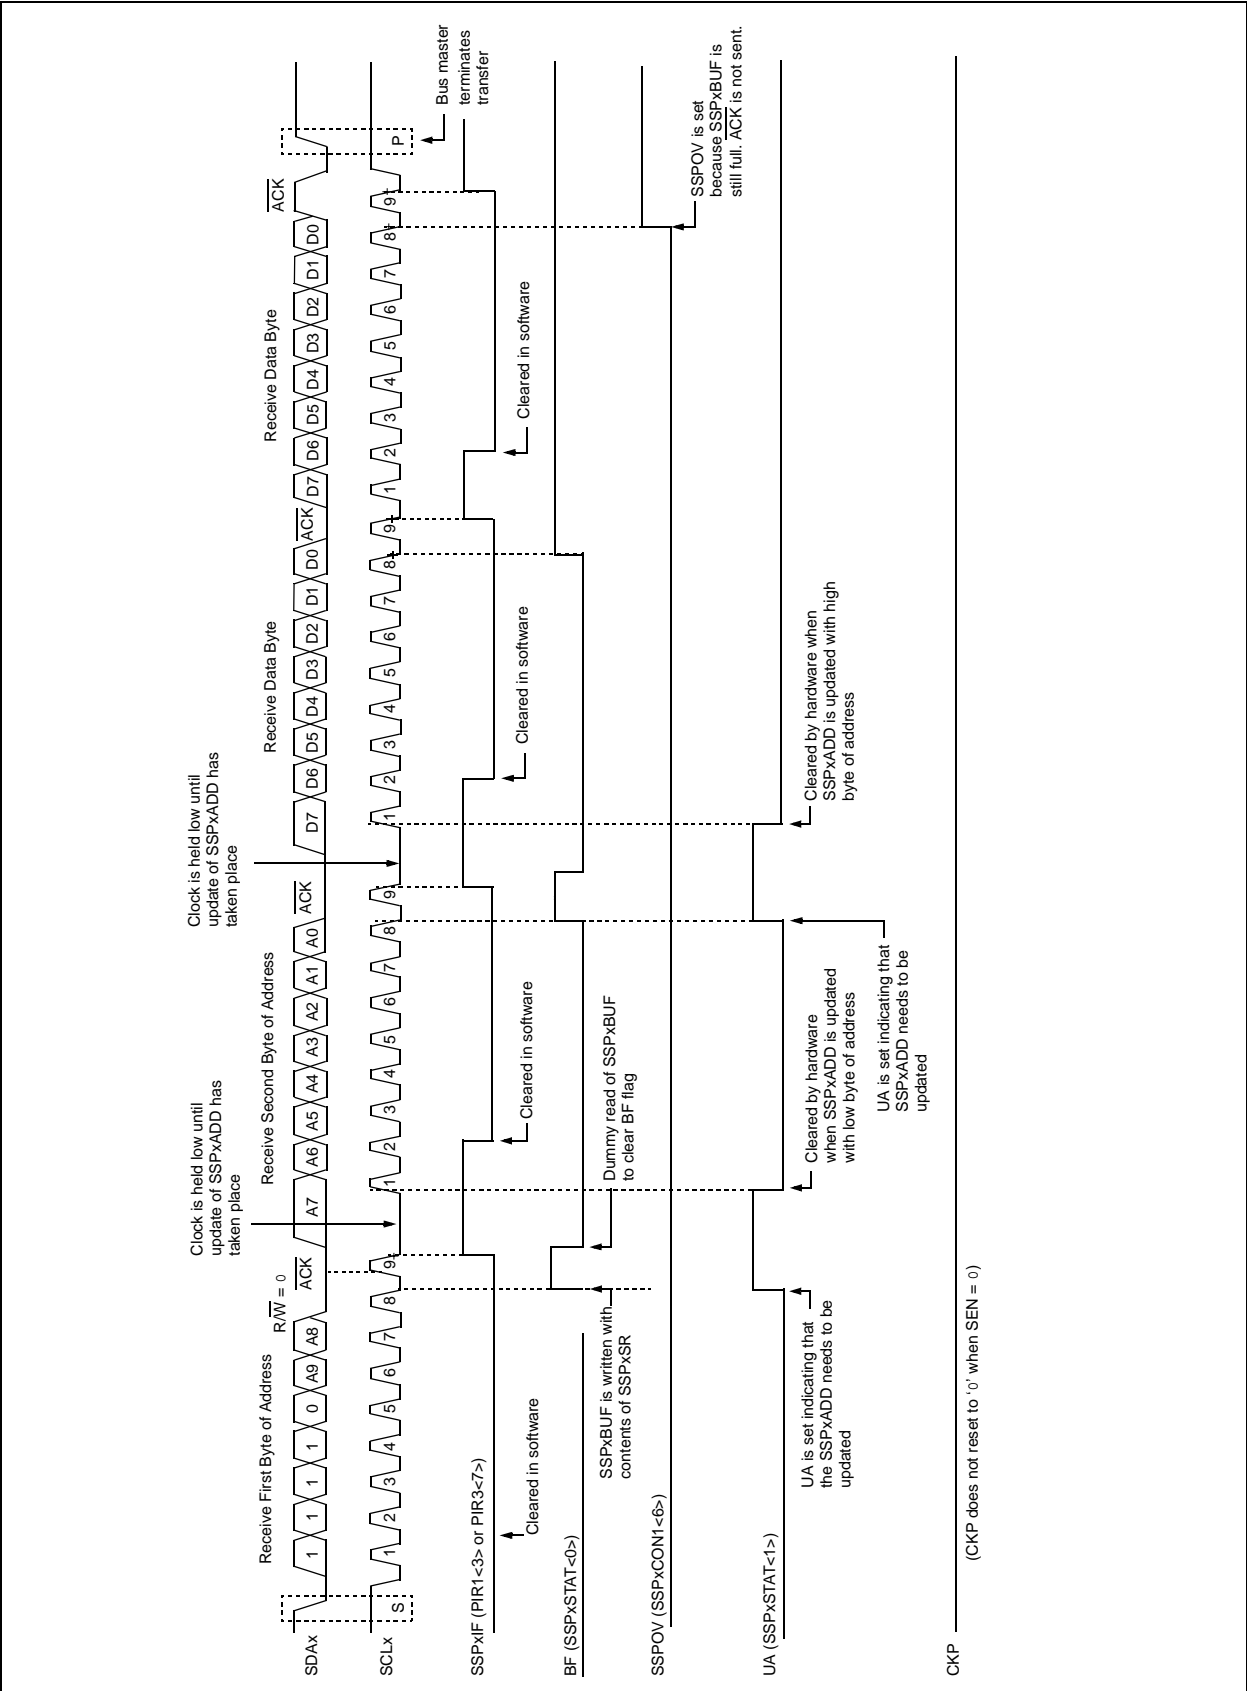 Receive First Byte of Address
R/W = 0
ACK
Clock is held low until
update of SSPxADD has
taken place
Receive Second Byte of Address
ACK
Clock is held low until
update of SSPxADD has
taken place
Receive Data Byte
ACK
Receive Data Byte
ACK
SDAx
1 1 1 1 0 A9 A8 A7 A6 A5 A4 A3 A2 A1 A0 D7 D6 D5 D4 D3 D2 D1 D0 D7 D6 D5 D4 D3 D2 D1 D0
SCLx
S 1 2 3 4 5 6 7 8 9 1 2 3 4 5 6 7 8 9 1 2 3 4 5 6 7 8 9 1 2 3 4 5 6 7 8 9 P
Bus master
terminates
transfer
SSPxIF (PIR1<3> or PIR3<7>)
Cleared in software
Cleared in software
Cleared in software
Cleared in software
BF (SSPxSTAT<0>)
SSPxBUF is written with
contents of SSPxSR
Dummy read of SSPxBUF
to clear BF flag
SSPOV (SSPxCON1<6>)
SSPOV is set
because SSPxBUF is
still full. ACK is not sent.
UA (SSPxSTAT<1>)
UA is set indicating that
the SSPxADD needs to be
updated
Cleared by hardware
when SSPxADD is updated
with low byte of address
UA is set indicating that
SSPxADD needs to be
updated
Cleared by hardware when
SSPxADD is updated with high
byte of address
CKP
(CKP does not reset to ‘0’ when SEN = 0)